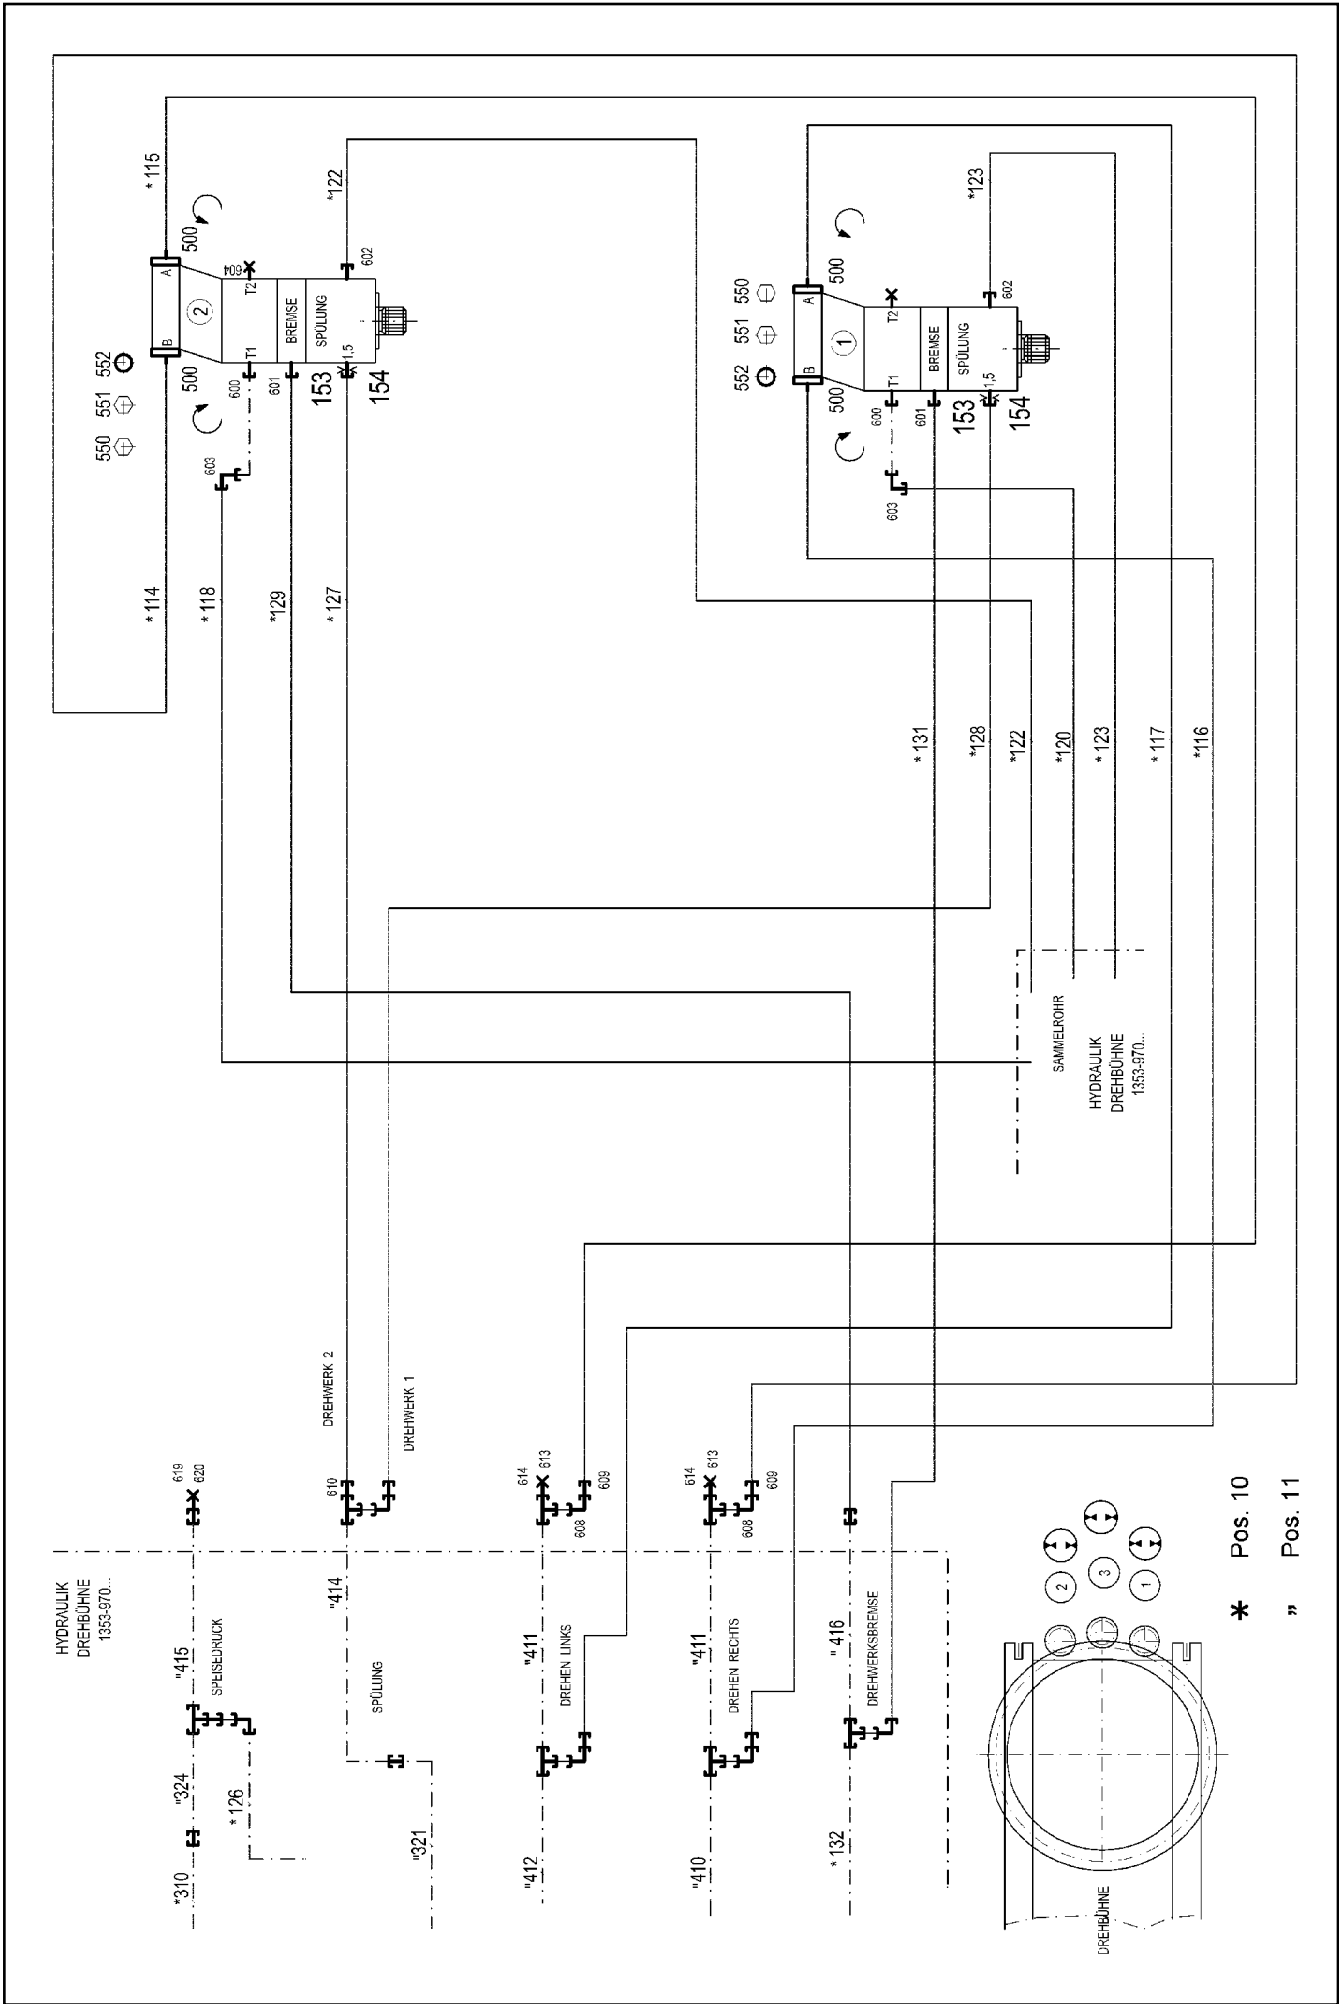 HYDRAULIK
DREHBÜHNE
1353-970...
*310
"324
"415
619
620
*126
SPEISEDRUCK
"321
SPÜLUNG
"414
610
DREHWERK 2
DREHWERK 1
"412
DREHEN LINKS
"411
614
613
608
609
"410
DREHEN RECHTS
"411
614
613
608
609
*132
DREHWERKSBREMSE
"416
*114
*118
*129
*127
550
551
552
603
500
600
601
153
154
B
A
2
T1
T2
BREMSE
SPÜLUNG
1,5
500
604
602
*115
*122
*131
*128
*122
*120
*123
*117
*116
552
551
550
603
500
600
601
153
154
B
A
1
T1
T2
BREMSE
SPÜLUNG
1,5
500
602
*123
SAMMELROHR
HYDRAULIK
DREHBÜHNE
1353-970...
DREHBÜHNE
2
3
1
* Pos. 10
" Pos. 11